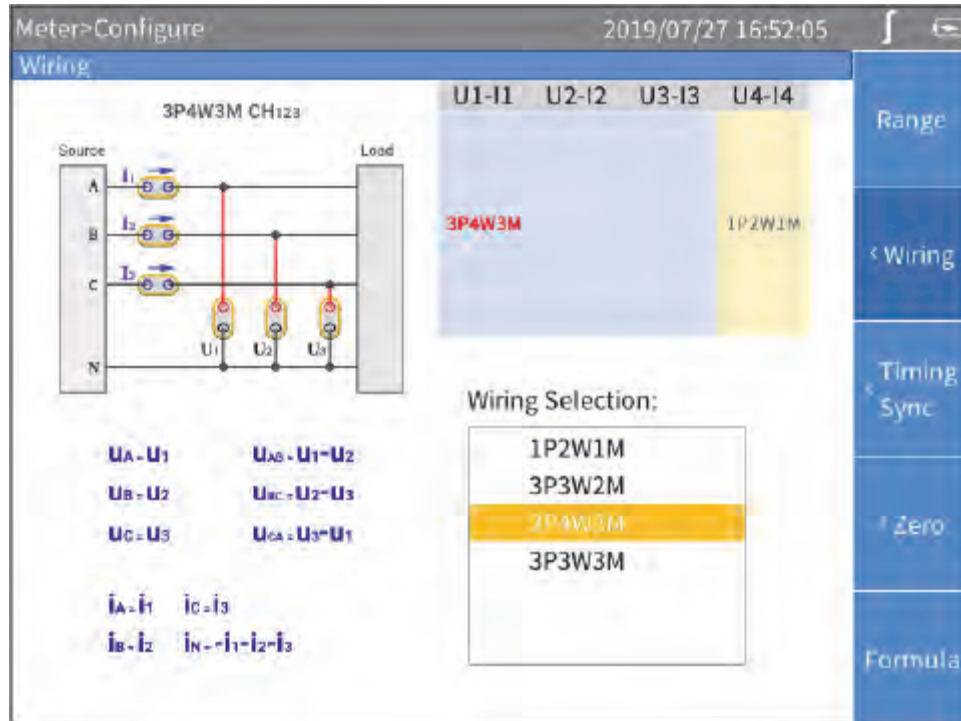 Meter>Configure 2019/07/27 16:52:05
Wiring
3P4W3M CH123
Source Load
A I1
B I2
C I3
U1 U2 U3
N
uA=u1 uAB=u1-u2
uB=u2 uBC=u2-u3
uC=u3 uCA=u3-u1
iA=i1 iC=i3
iB=i2 iN=-i1-i2-i3
U1-I1 U2-I2 U3-I3 U4-I4
3P4W3M 1P2W1M
Wiring Selection:
1P2W1M
3P3W2M
3P4W3M
3P3W3M
Range
‹ Wiring
‹ Timing
Sync
‹ Zero
Formula